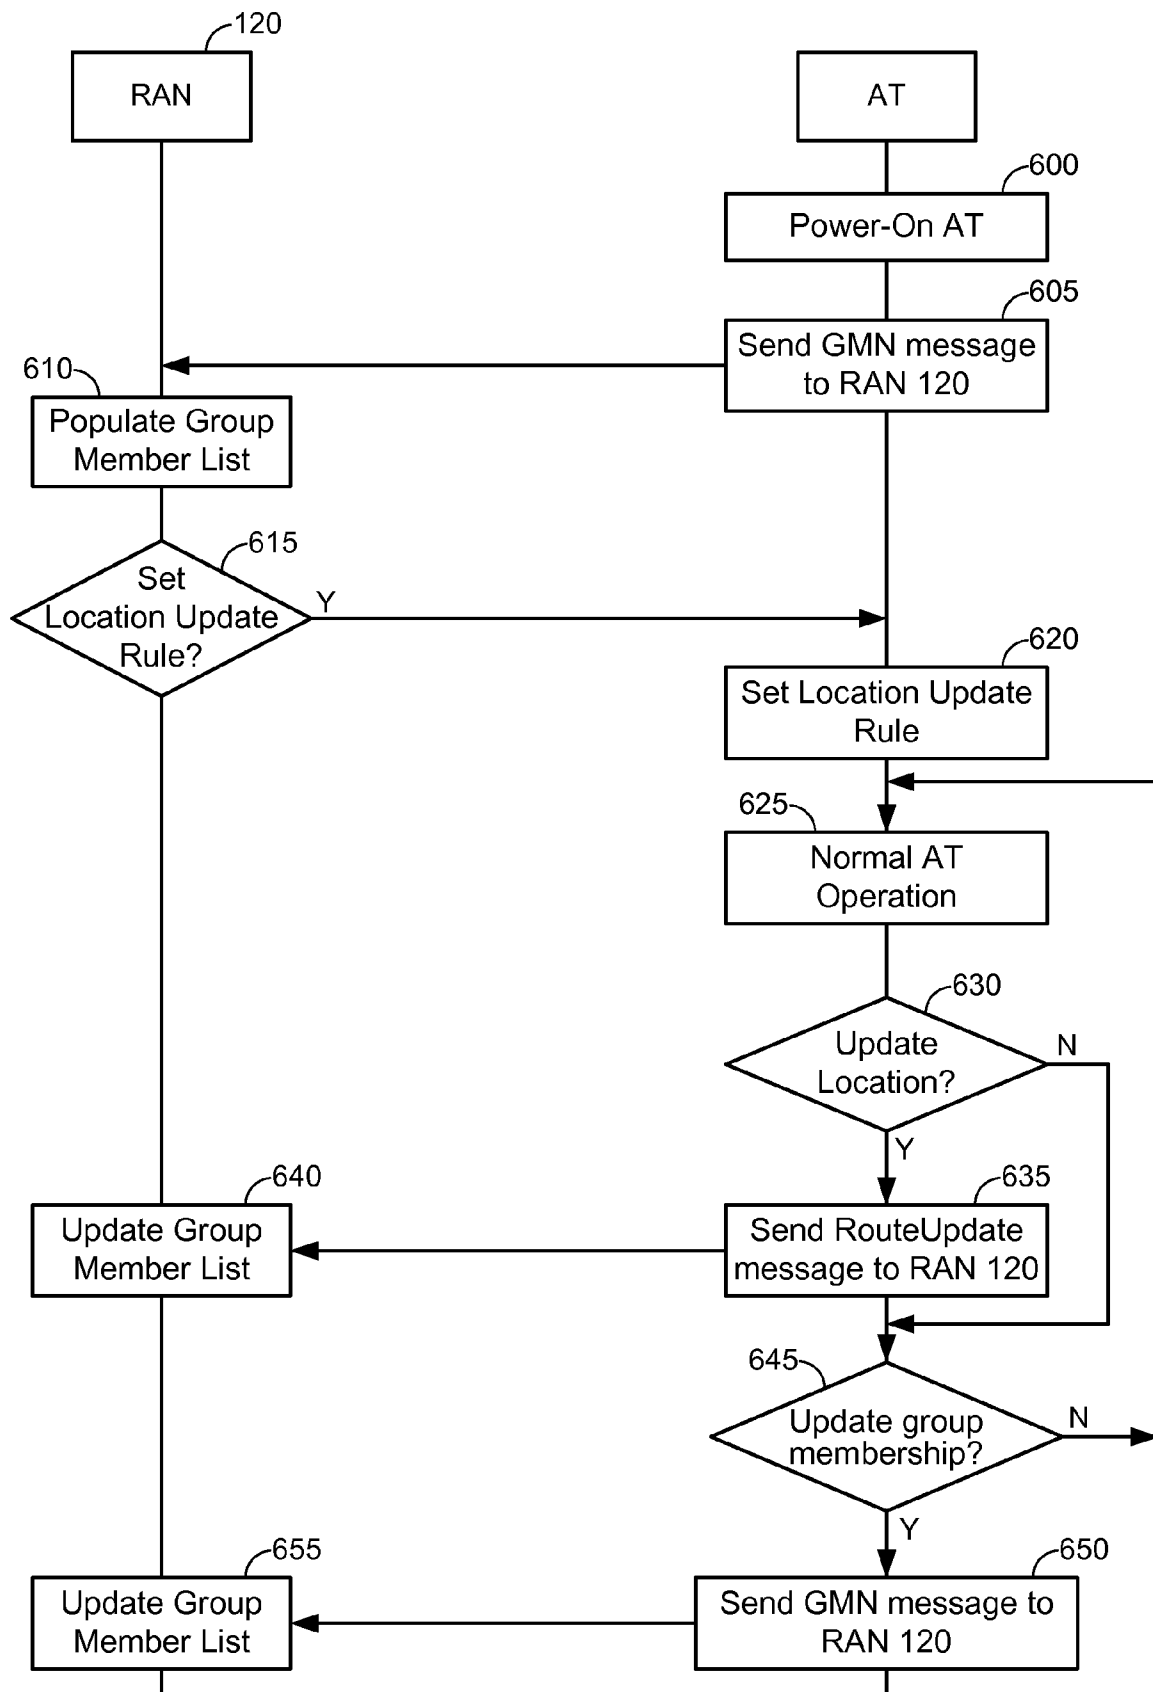 120
RAN
AT
600
Power-On AT
605
Send GMN message
to RAN 120
610
Populate Group
Member List
615
Set
Location Update
Rule?
Y
620
Set Location Update
Rule
625
Normal AT
Operation
630
Update
Location?
N
Y
640
Update Group
Member List
635
Send RouteUpdate
message to RAN 120
645
Update group
membership?
N
Y
655
Update Group
Member List
650
Send GMN message to
RAN 120